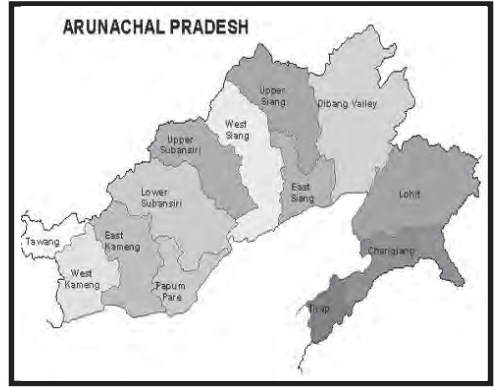 ARUNACHAL PRADESH
Upper
Siang
Dibang Valley
West
Siang
Upper
Subansiri
East
Siang
Lohit
Lower
Subansiri
Tawang
East
Kameng
Changlang
West
Kameng
Papum
Pare
Tirap